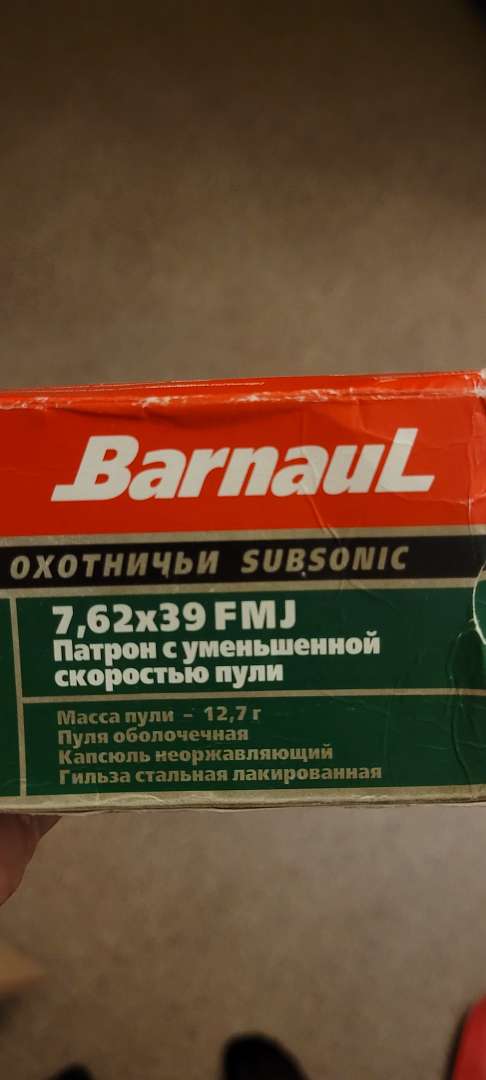 BarnauL
ОХОТНИЧЬИ SUBSONIC
7,62x39 FMJ
Патрон с уменьшенной
скоростью пули
Масса пули – 12,7 г
Пуля оболочечная
Капсюль неоржавляющий
Гильза стальная лакированная